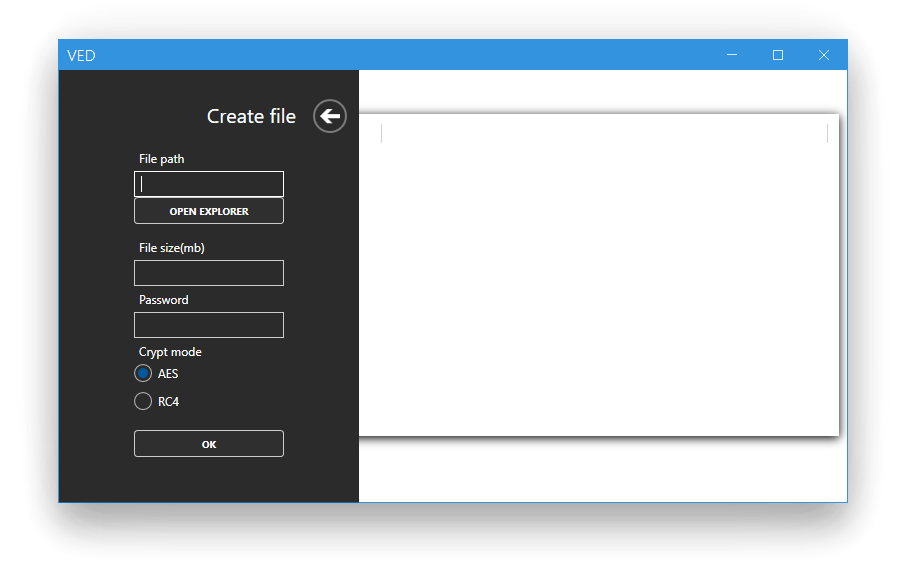 VED
Create file
File path
OPEN EXPLORER
File size(mb)
Password
Crypt mode
AES
RC4
OK